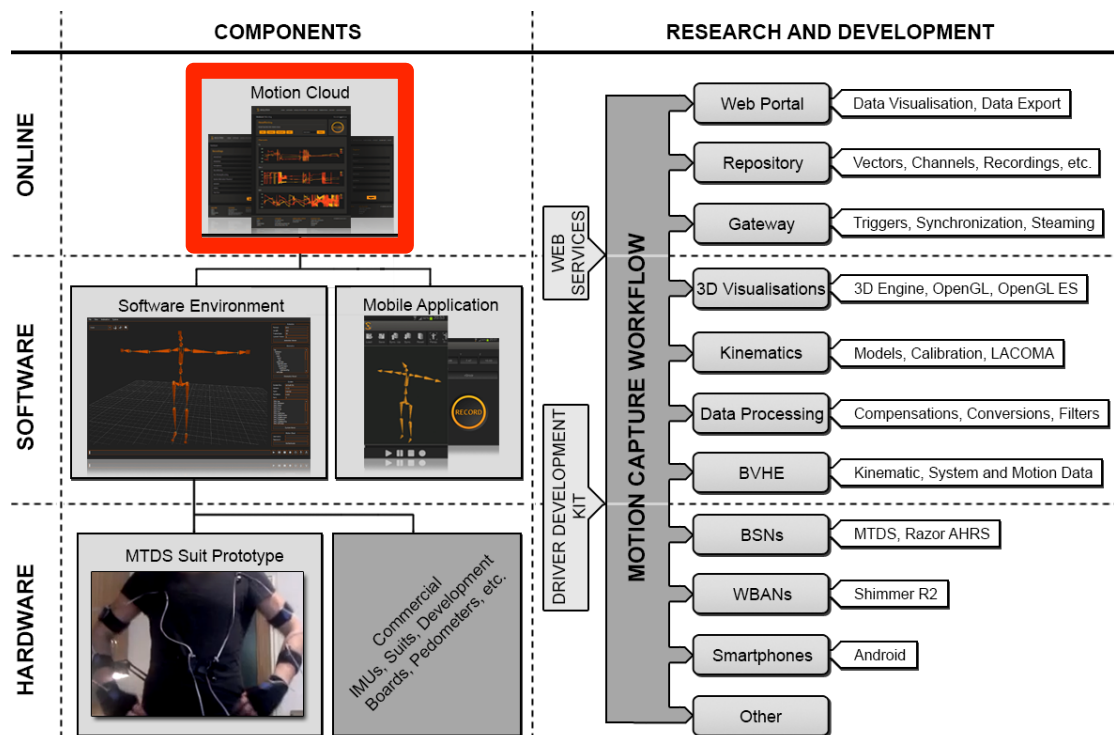 COMPONENTS
RESEARCH AND DEVELOPMENT
ONLINE
Motion Cloud
SOFTWARE
Software Environment
Mobile Application
RECORD
HARDWARE
MTDS Suit Prototype
Commercial
IMUs, Suits, Development
Boards, Pedometers, etc.
WEB
SERVICES
DRIVER DEVELOPMENT
KIT
MOTION CAPTURE WORKFLOW
Web Portal
Data Visualisation, Data Export
Repository
Vectors, Channels, Recordings, etc.
Gateway
Triggers, Synchronization, Steaming
3D Visualisations
3D Engine, OpenGL, OpenGL ES
Kinematics
Models, Calibration, LACOMA
Data Processing
Compensations, Conversions, Filters
BVHE
Kinematic, System and Motion Data
BSNs
MTDS, Razor AHRS
WBANs
Shimmer R2
Smartphones
Android
Other